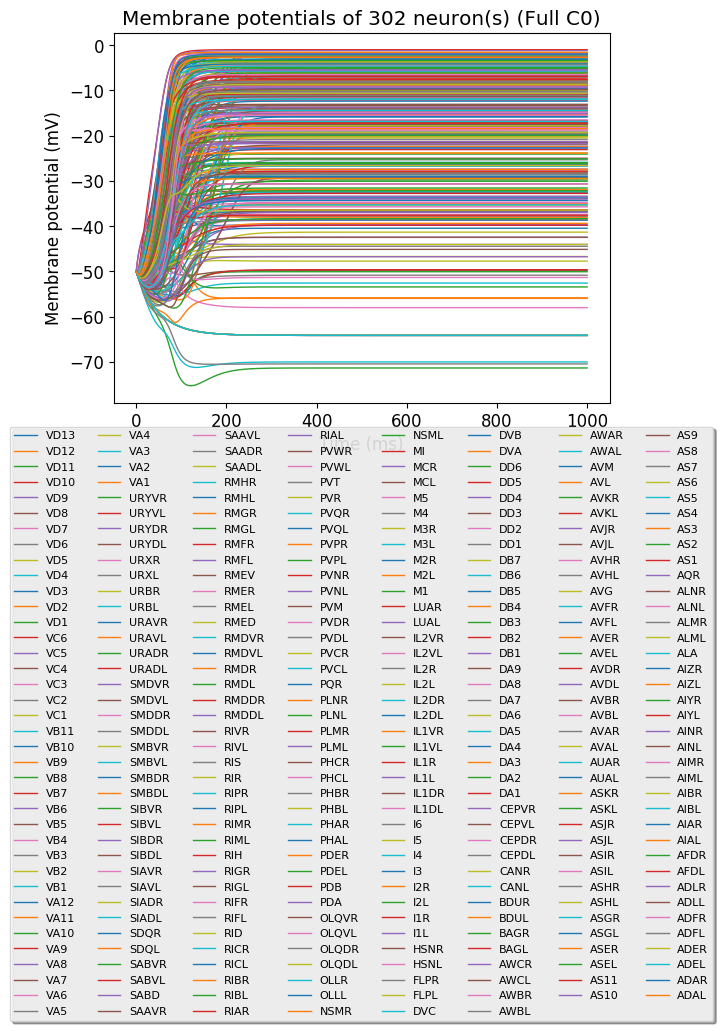 Membrane potentials of 302 neuron(s) (Full C0)
Membrane potential (mV)
0
−10
−20
−30
−40
−50
−60
−70
0 200 400 600 800 1000
Time (ms)
VD13 VA4 SAAVL RIAL NSML DVB AWAR AS9
VD12 VA3 SAADR PVWR MI DVA AWAL AS8
VD11 VA2 SAADL PVWL MCR DD6 AVM AS7
VD10 VA1 RMHR PVT MCL DD5 AVL AS6
VD9 URYVR RMHL PVR M5 DD4 AVKR AS5
VD8 URYVL RMGR PVQR M4 DD3 AVKL AS4
VD7 URYDR RMGL PVQL M3R DD2 AVJR AS3
VD6 URYDL RMFR PVPR M3L DD1 AVJL AS2
VD5 URXR RMFL PVPL M2R DB7 AVHR AS1
VD4 URXL RMEV PVNR M2L DB6 AVHL AQR
VD3 URBR RMER PVNL M1 DB5 AVG ALNR
VD2 URBL RMEL PVM LUAR DB4 AVFR ALNL
VD1 URAVR RMED PVDR LUAL DB3 AVFL ALMR
VC6 URAVL RMDVR PVDL IL2VR DB2 AVER ALML
VC5 URADR RMDVL PVCR IL2VL DB1 AVEL ALA
VC4 URADL RMDR PVCL IL2R DA9 AVDR AIZR
VC3 SMDVR RMDL PQR IL2L DA8 AVDL AIZL
VC2 SMDVL RMDDR PLNR IL2DR DA7 AVBR AIYR
VC1 SMDDR RMDDL PLNL IL2DL DA6 AVBL AIYL
VB11 SMDDL RIVR PLMR IL1VR DA5 AVAR AINR
VB10 SMBVR RIVL PLML IL1VL DA4 AVAL AINL
VB9 SMBVL RIS PHCR IL1R DA3 AUAR AIMR
VB8 SMBDR RIR PHCL IL1L DA2 AUAL AIML
VB7 SMBDL RIPR PHBR IL1DR DA1 ASKR AIBR
VB6 SIBVR RIPL PHBL IL1DL CEPVR ASKL AIBL
VB5 SIBVL RIMR PHAR I6 CEPVL ASJR AIAR
VB4 SIBDR RIML PHAL I5 CEPDR ASJL AIAL
VB3 SIBDL RIH PDER I4 CEPDL ASIR AFDR
VB2 SIAVR RIGR PDEL I3 CANR ASIL AFDL
VB1 SIAVL RIGL PDB I2R CANL ASHR ADLR
VA12 SIADR RIFR PDA I2L BDUR ASHL ADLL
VA11 SIADL RIFL OLQVR I1R BDUL ASGR ADFR
VA10 SDQR RID OLQVL I1L BAGR ASGL ADFL
VA9 SDQL RICR OLQDR HSNR BAGL ASER ADER
VA8 SABVR RICL OLQDL HSNL AWCR ASEL ADEL
VA7 SABVL RIBR OLLR FLPR AWCL AS11 ADAR
VA6 SABD RIBL OLLL FLPL AWBR AS10 ADAL
VA5 SAAVR RIAR NSMR DVC AWBL